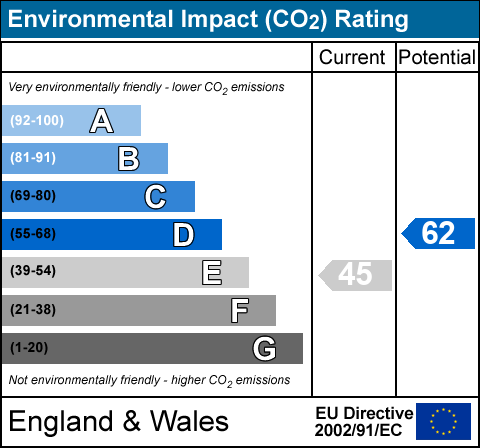 Environmental Impact (CO₂) Rating
Current Potential
Very environmentally friendly - lower CO₂ emissions
(92-100) A
(81-91) B
(69-80) C
(55-68) D
62
(39-54) E
45
(21-38) F
(1-20) G
Not environmentally friendly - higher CO₂ emissions
England & Wales
EU Directive
2002/91/EC